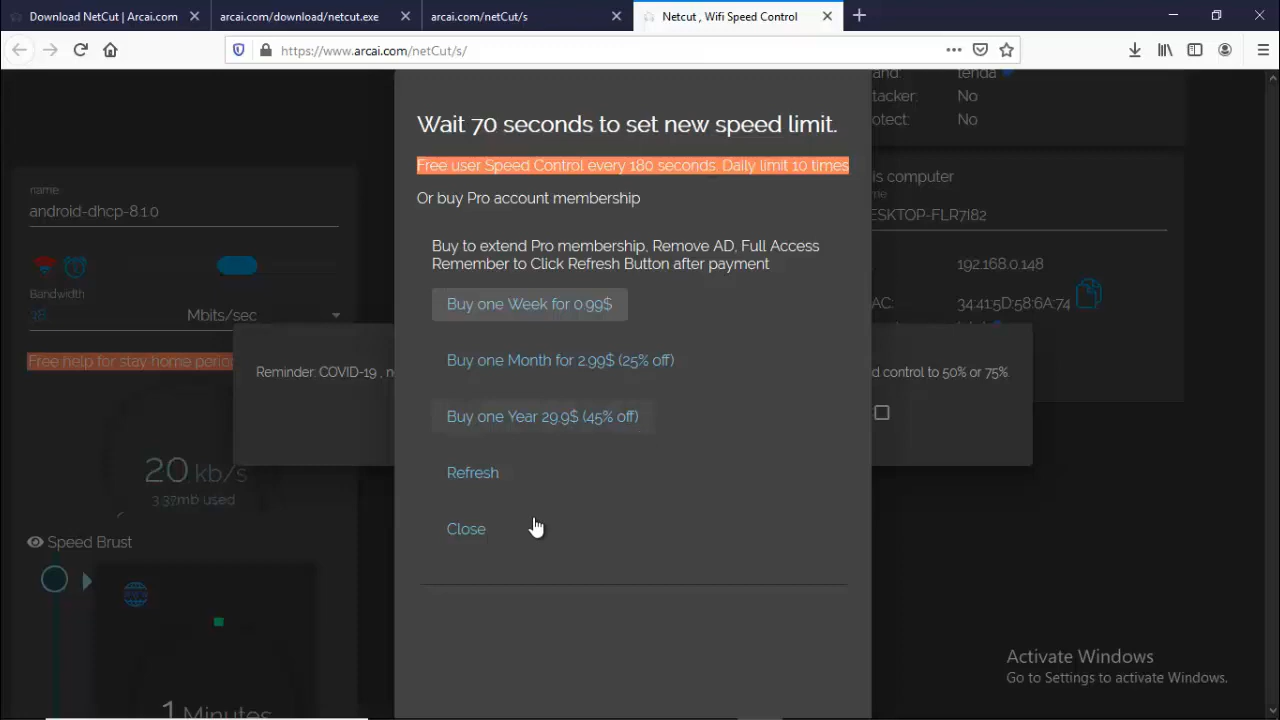 Download NetCut | Arcai.com
arcai.com/download/netcut.exe
arcai.com/netCut/s
Netcut , Wifi Speed Control
https://www.arcai.com/netCut/s/
Wait 70 seconds to set new speed limit.
Free user Speed Control every 180 seconds. Daily limit 10 times
Or buy Pro account membership
Buy to extend Pro membership, Remove AD, Full Access
Remember to Click Refresh Button after payment
Buy one Week for 0.99$
Buy one Month for 2.99$ (25% off)
Buy one Year 29.9$ (45% off)
Refresh
Close
name:
android-dhcp-8.1.0
Bandwidth
Mbits/sec
Free help for stay home perio
Reminder: COVID-19 , n
d control to 50% or 75%.
20 kb/s
3.37mb used
Speed Brust
1 Minutes
and: tenda
tacker: No
otect: No
is computer
me
ESKTOP-FLR7I82
192.168.0.148
AC: 34:41:5D:58:6A:74
Activate Windows
Go to Settings to activate Windows.